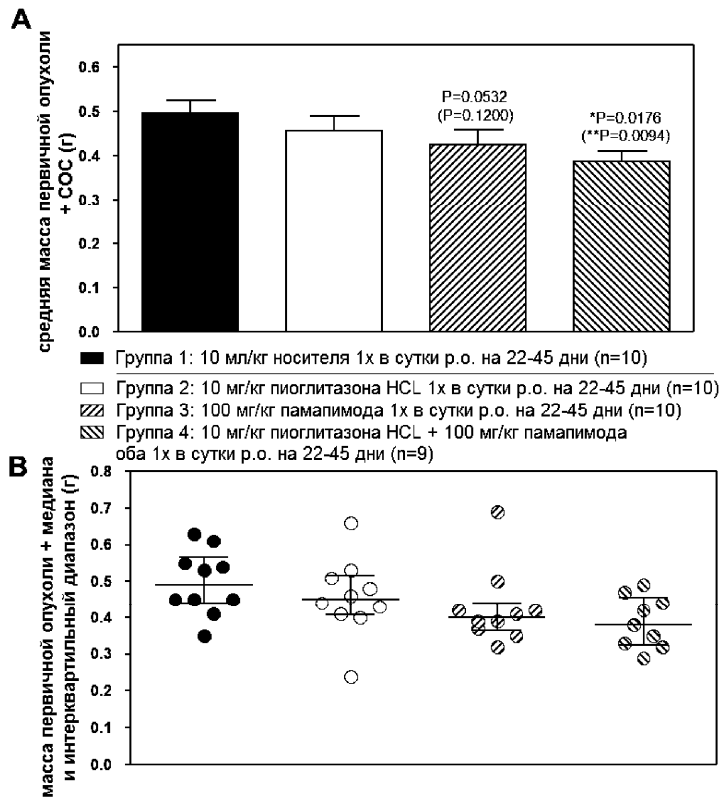 A
средняя масса первичной опухоли
+ СОС (г)
0.6
0.5
0.4
0.3
0.2
0.1
0.0
P=0.0532
(P=0.1200)
*P=0.0176
(**P=0.0094)
Группа 1: 10 мл/кг носителя 1х в сутки p.o. на 22-45 дни (n=10)
Группа 2: 10 мг/кг пиоглитазона HCL 1х в сутки p.o. на 22-45 дни (n=10)
Группа 3: 100 мг/кг памапимода 1х в сутки p.o. на 22-45 дни (n=10)
Группа 4: 10 мг/кг пиоглитазона HCL + 100 мг/кг памапимода
оба 1х в сутки p.o. на 22-45 дни (n=9)
B
масса первичной опухоли + медиана
и интерквартильный диапазон (г)
0.8
0.7
0.6
0.5
0.4
0.3
0.2
0.1
0.0